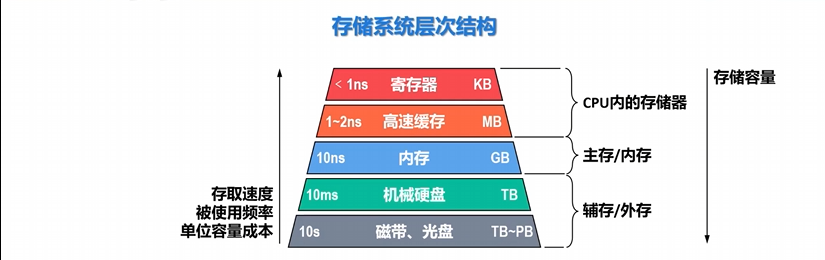 存储系统层次结构
< 1ns 寄存器 KB
1~2ns 高速缓存 MB
10ns 内存 GB
10ms 机械硬盘 TB
10s 磁带、光盘 TB~PB
CPU内的存储器
主存/内存
辅存/外存
存储容量
存取速度
被使用频率
单位容量成本